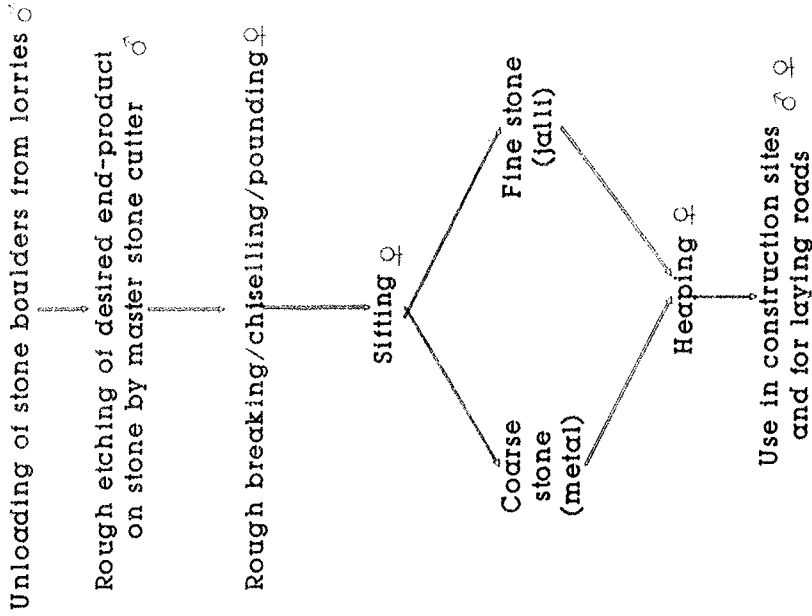 Unloading of stone boulders from lorries ♂
Rough etching of desired end-product
on stone by master stone cutter ♂
Rough breaking/chiselling/pounding ♀
Sifting ♀
Coarse
stone
(metal)
Fine stone
(jalli)
Heaping ♀
Use in construction sites ♂ ♀
and for laying roads